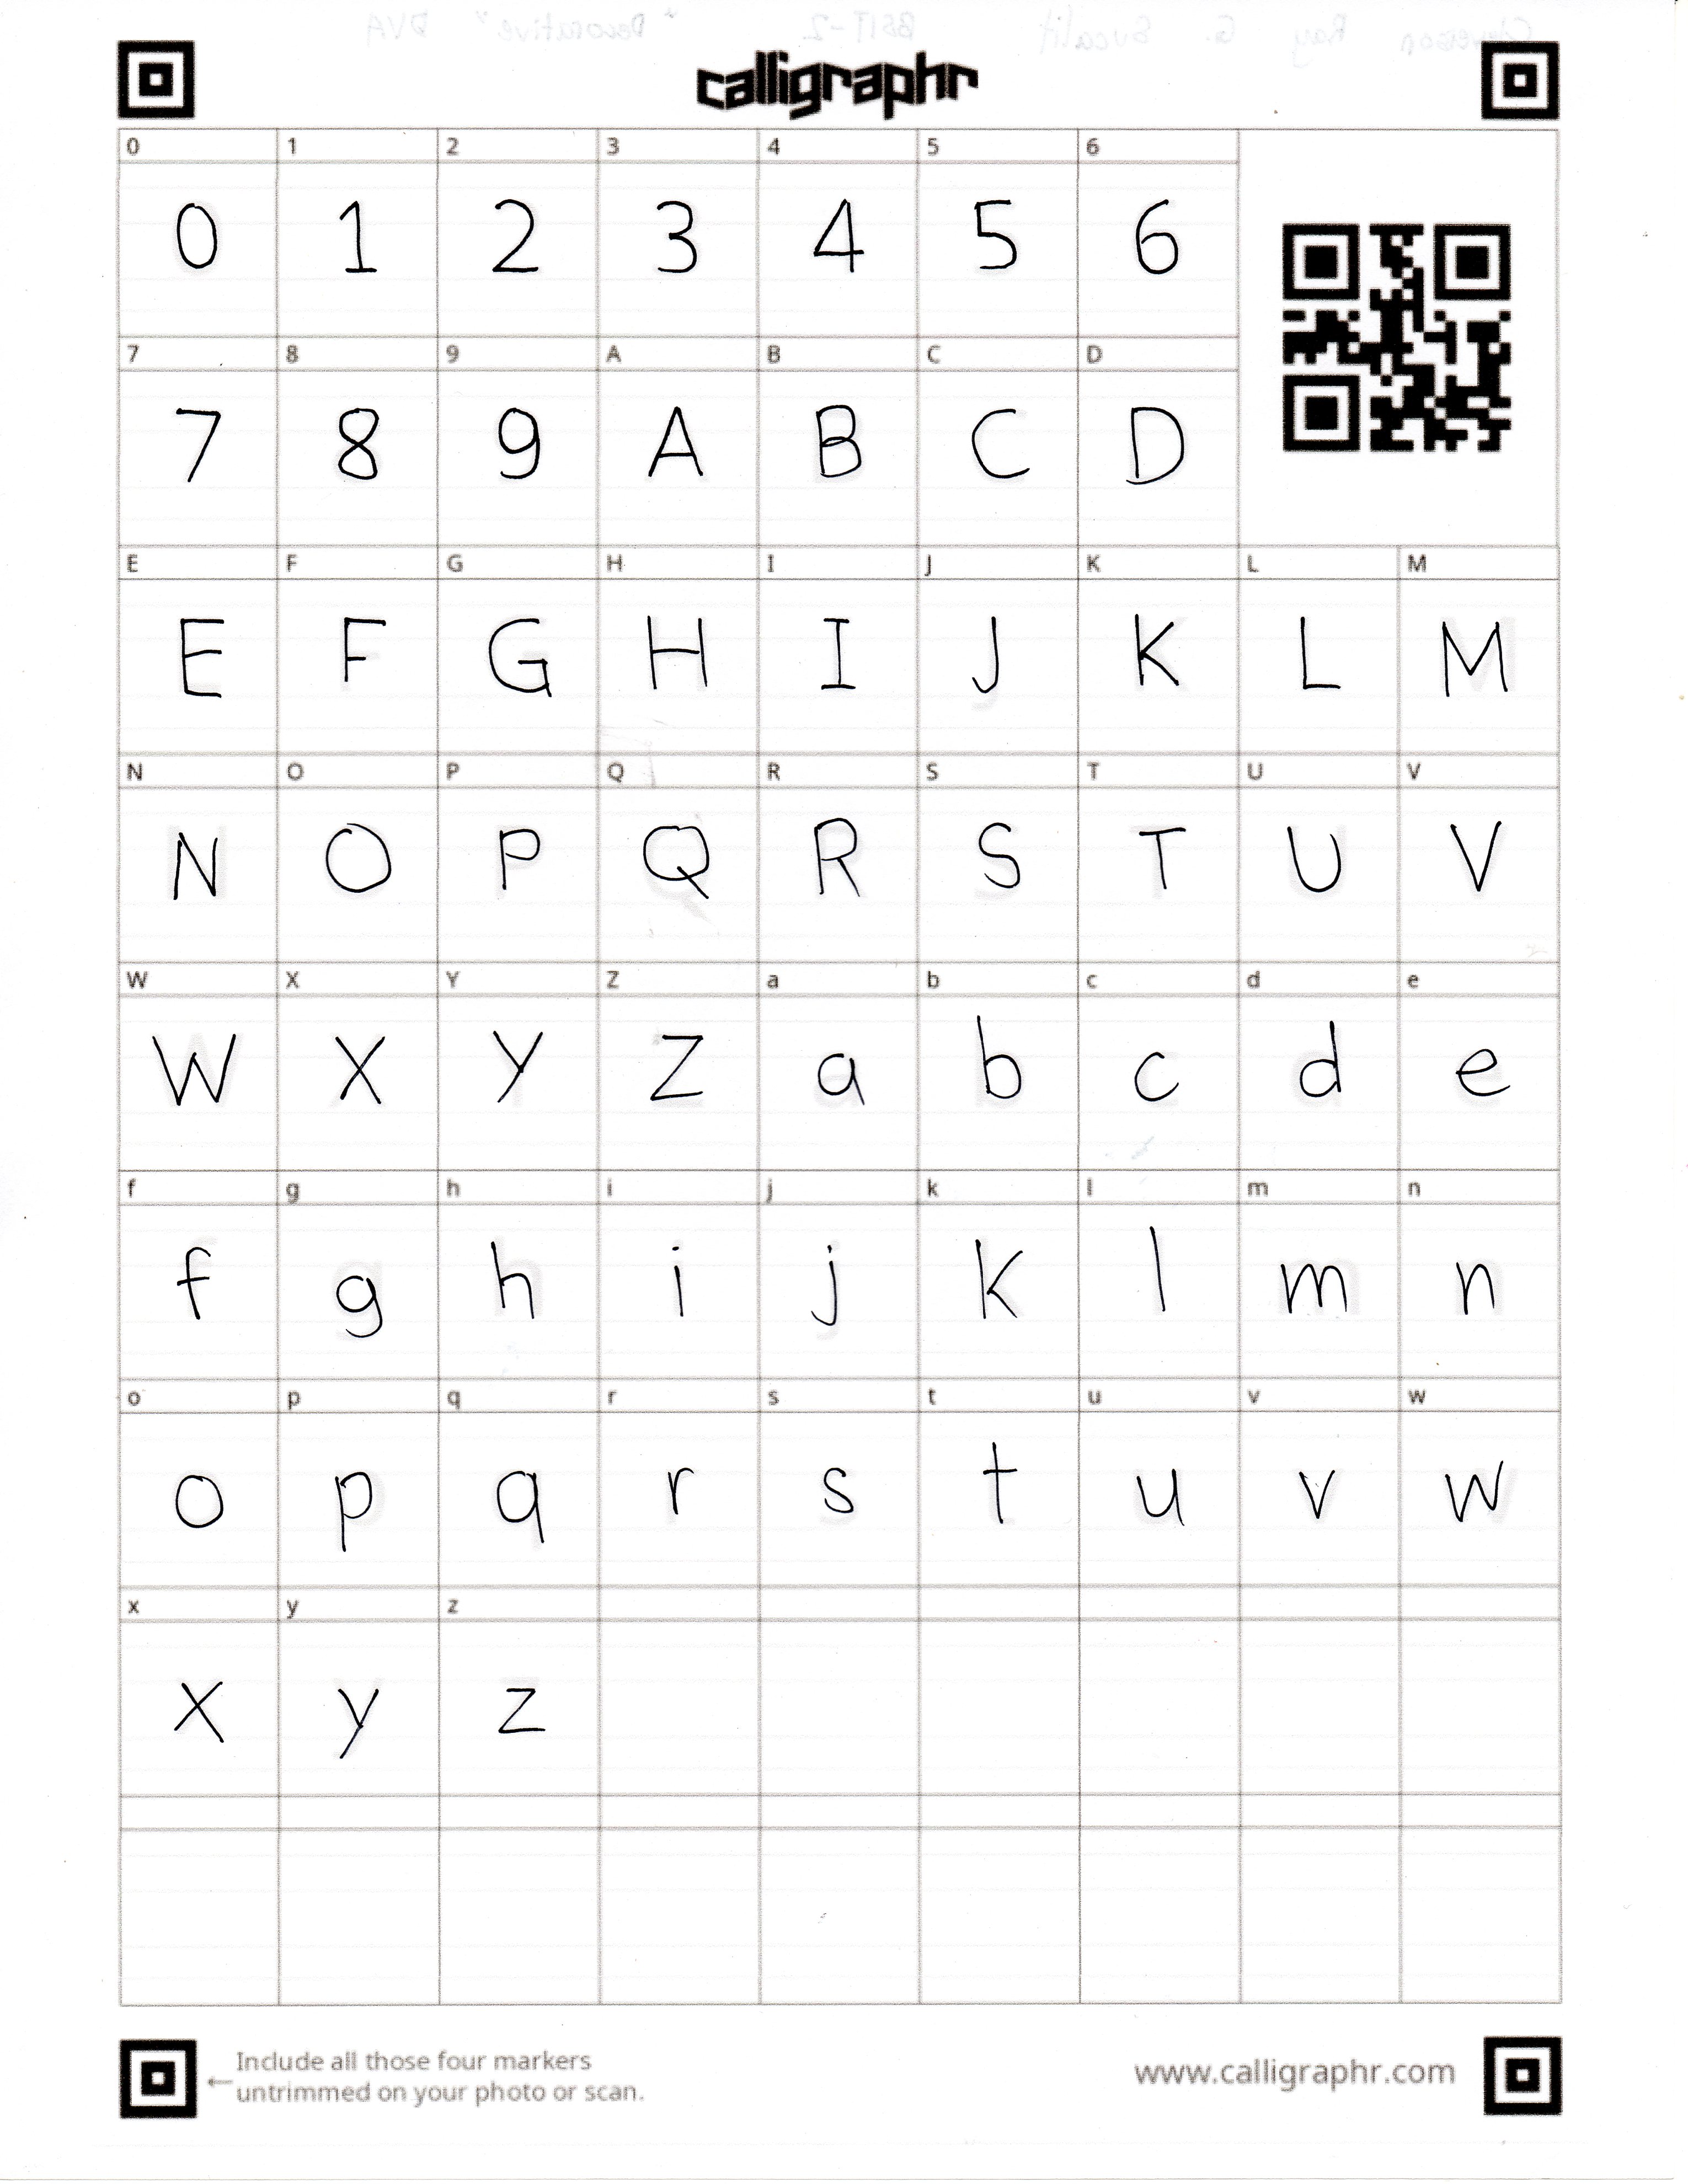 calligraphr
0 1 2 3 4 5 6
0 1 2 3 4 5 6
7 8 9 A B C D
7 8 9 A B C D
E F G H I J K L M
E F G H I J K L M
N O P Q R S T U V
N O P Q R S T U V
W X Y Z a b c d e
W X Y Z a b c d e
f g h i j k l m n
f g h i j k l m n
o p q r s t u v w
o p q r s t u v w
x y z
x y z
Include all those four markers
←untrimmed on your photo or scan.
www.calligraphr.com